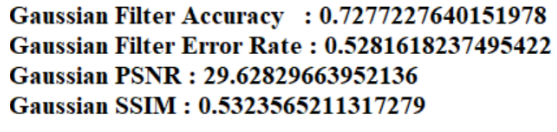 Gaussian Filter Accuracy : 0.7277227640151978
Gaussian Filter Error Rate : 0.5281618237495422
Gaussian PSNR : 29.62829663952136
Gaussian SSIM : 0.5323565211317279